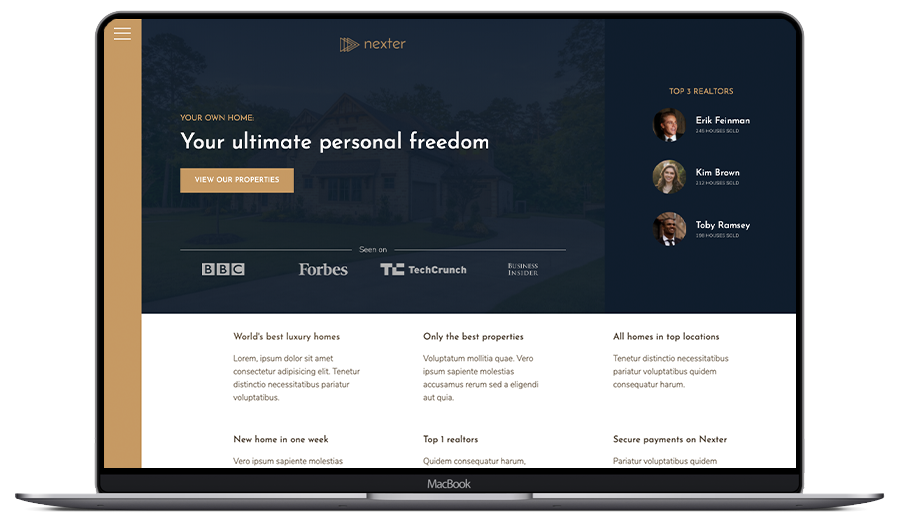 nexter
YOUR OWN HOME:
Your ultimate personal freedom
VIEW OUR PROPERTIES
Seen on
BBC
Forbes
TC TechCrunch
BUSINESS
INSIDER
TOP 3 REALTORS
Erik Feinman
245 HOUSES SOLD
Kim Brown
212 HOUSES SOLD
Toby Ramsey
198 HOUSES SOLD
World's best luxury homes
Lorem, ipsum dolor sit amet
consectetur adipisicing elit. Tenetur
distinctio necessitatibus pariatur
voluptatibus.
Only the best properties
Voluptatum mollitia quae. Vero
ipsum sapiente molestias
accusamus rerum sed a eligendi
aut quia.
All homes in top locations
Tenetur distinctio necessitatibus
pariatur voluptatibus quidem
consequatur harum.
New home in one week
Vero ipsum sapiente molestias
Top 1 realtors
Quidem consequatur harum,
Secure payments on Nexter
Pariatur voluptatibus quidem
MacBook